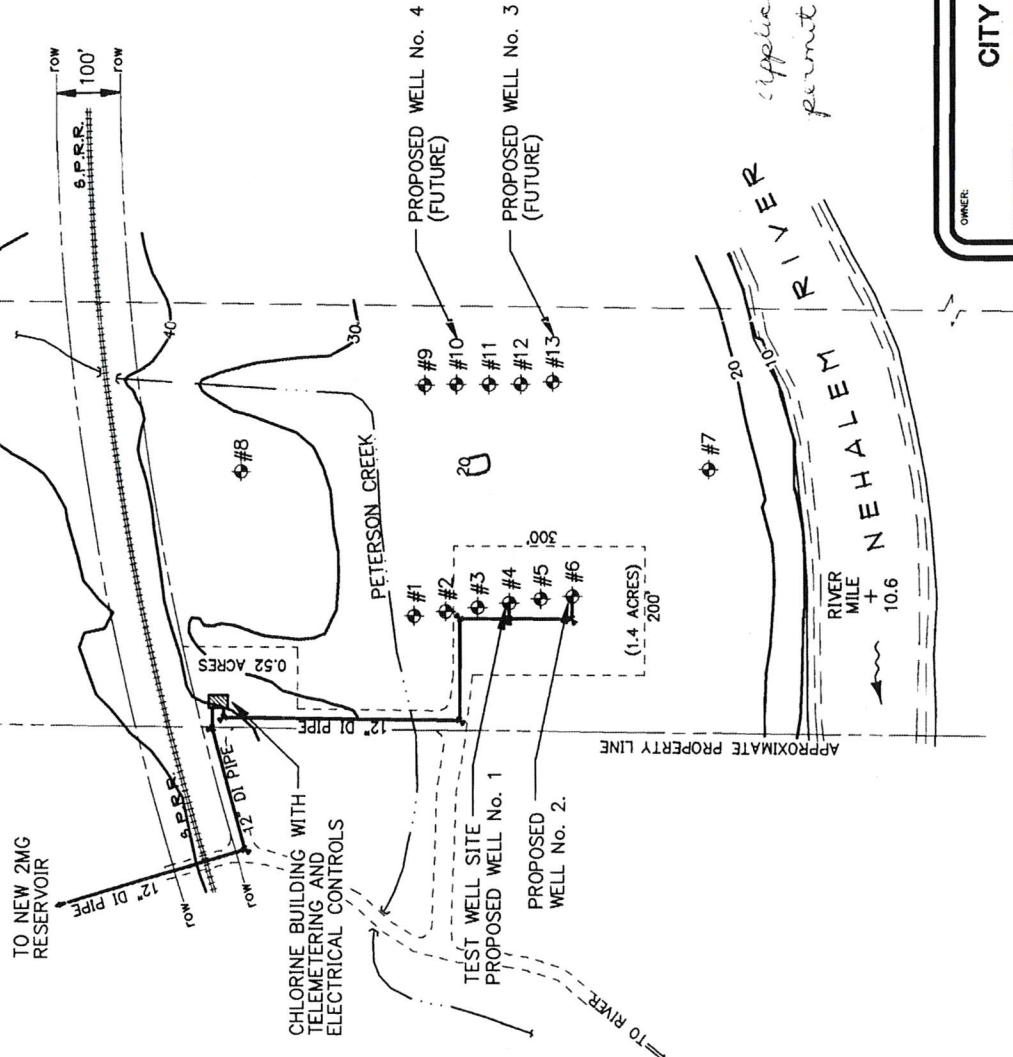 TO NEW 2MG
RESERVOIR
12" DI PIPE
S.P.R.R.
row
row
12" DI PIPE
S.P.R.R.
row
100'
row
CHLORINE BUILDING WITH
TELEMETERING AND
ELECTRICAL CONTROLS
0.52 ACRES
12" DI PIPE
40
30
#8
PETERSON CREEK
#1
#2
#3
#4
#5
#6
300'
(1.4 ACRES)
200'
20
#9
#10
#11
#12
#13
PROPOSED WELL No. 4
(FUTURE)
PROPOSED WELL No. 3
(FUTURE)
TEST WELL SITE
PROPOSED WELL No. 1
PROPOSED
WELL No. 2.
TO RIVER
APPROXIMATE PROPERTY LINE
#7
20
10
NEHALEM RIVER
RIVER
MILE
+
10.6
permit
OWNER:
CITY